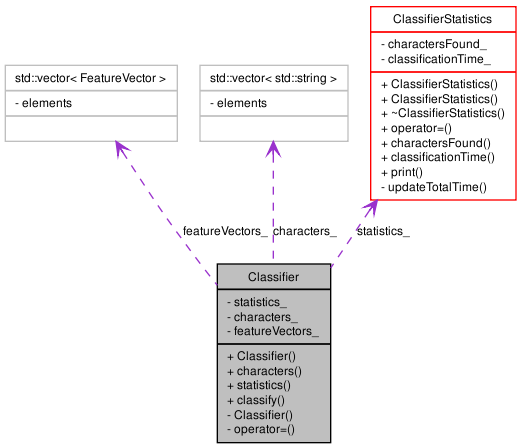 ClassifierStatistics
- charactersFound_
- classificationTime_
+ ClassifierStatistics()
+ ClassifierStatistics()
+ ~ClassifierStatistics()
+ operator=()
+ charactersFound()
+ classificationTime()
+ print()
- updateTotalTime()
std::vector< FeatureVector >
- elements
std::vector< std::string >
- elements
featureVectors_
characters_
statistics_
Classifier
- statistics_
- characters_
- featureVectors_
+ Classifier()
+ characters()
+ statistics()
+ classify()
- Classifier()
- operator=()